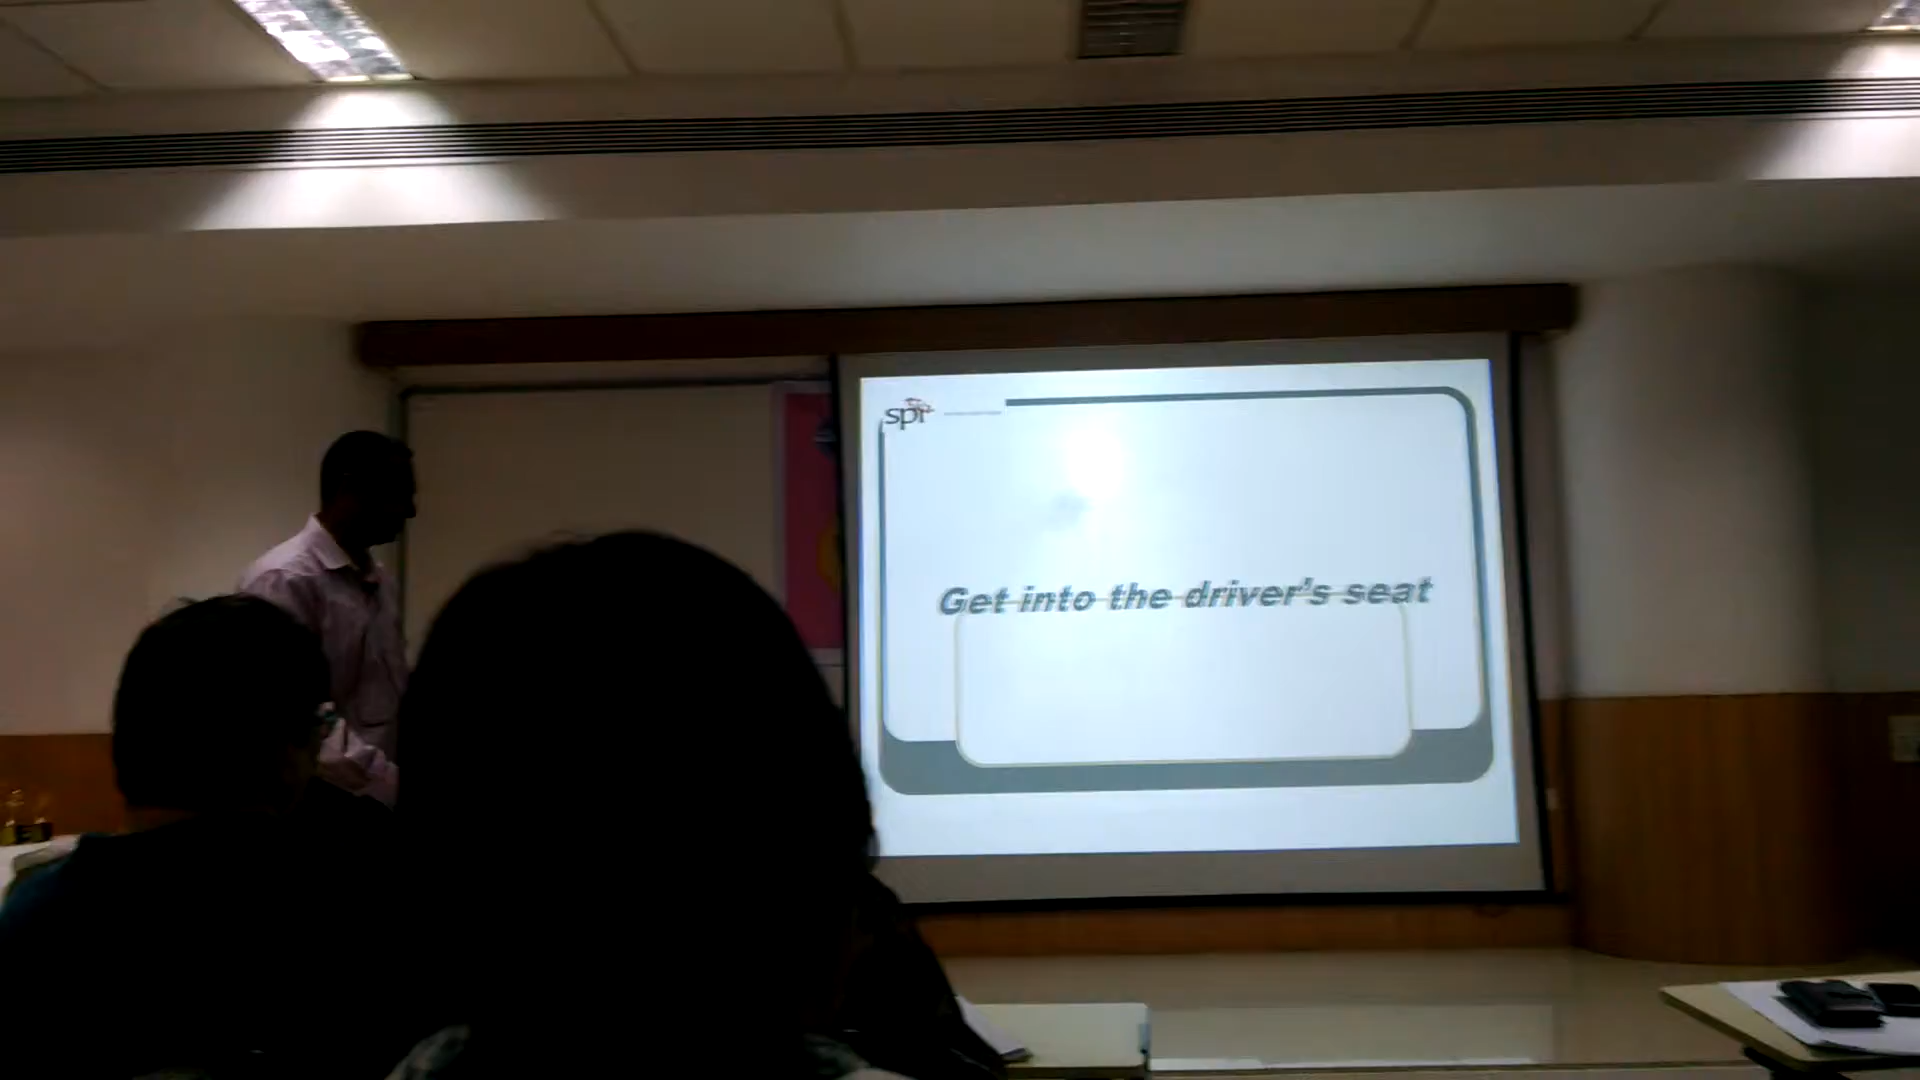 spi
Get into the driver's seat